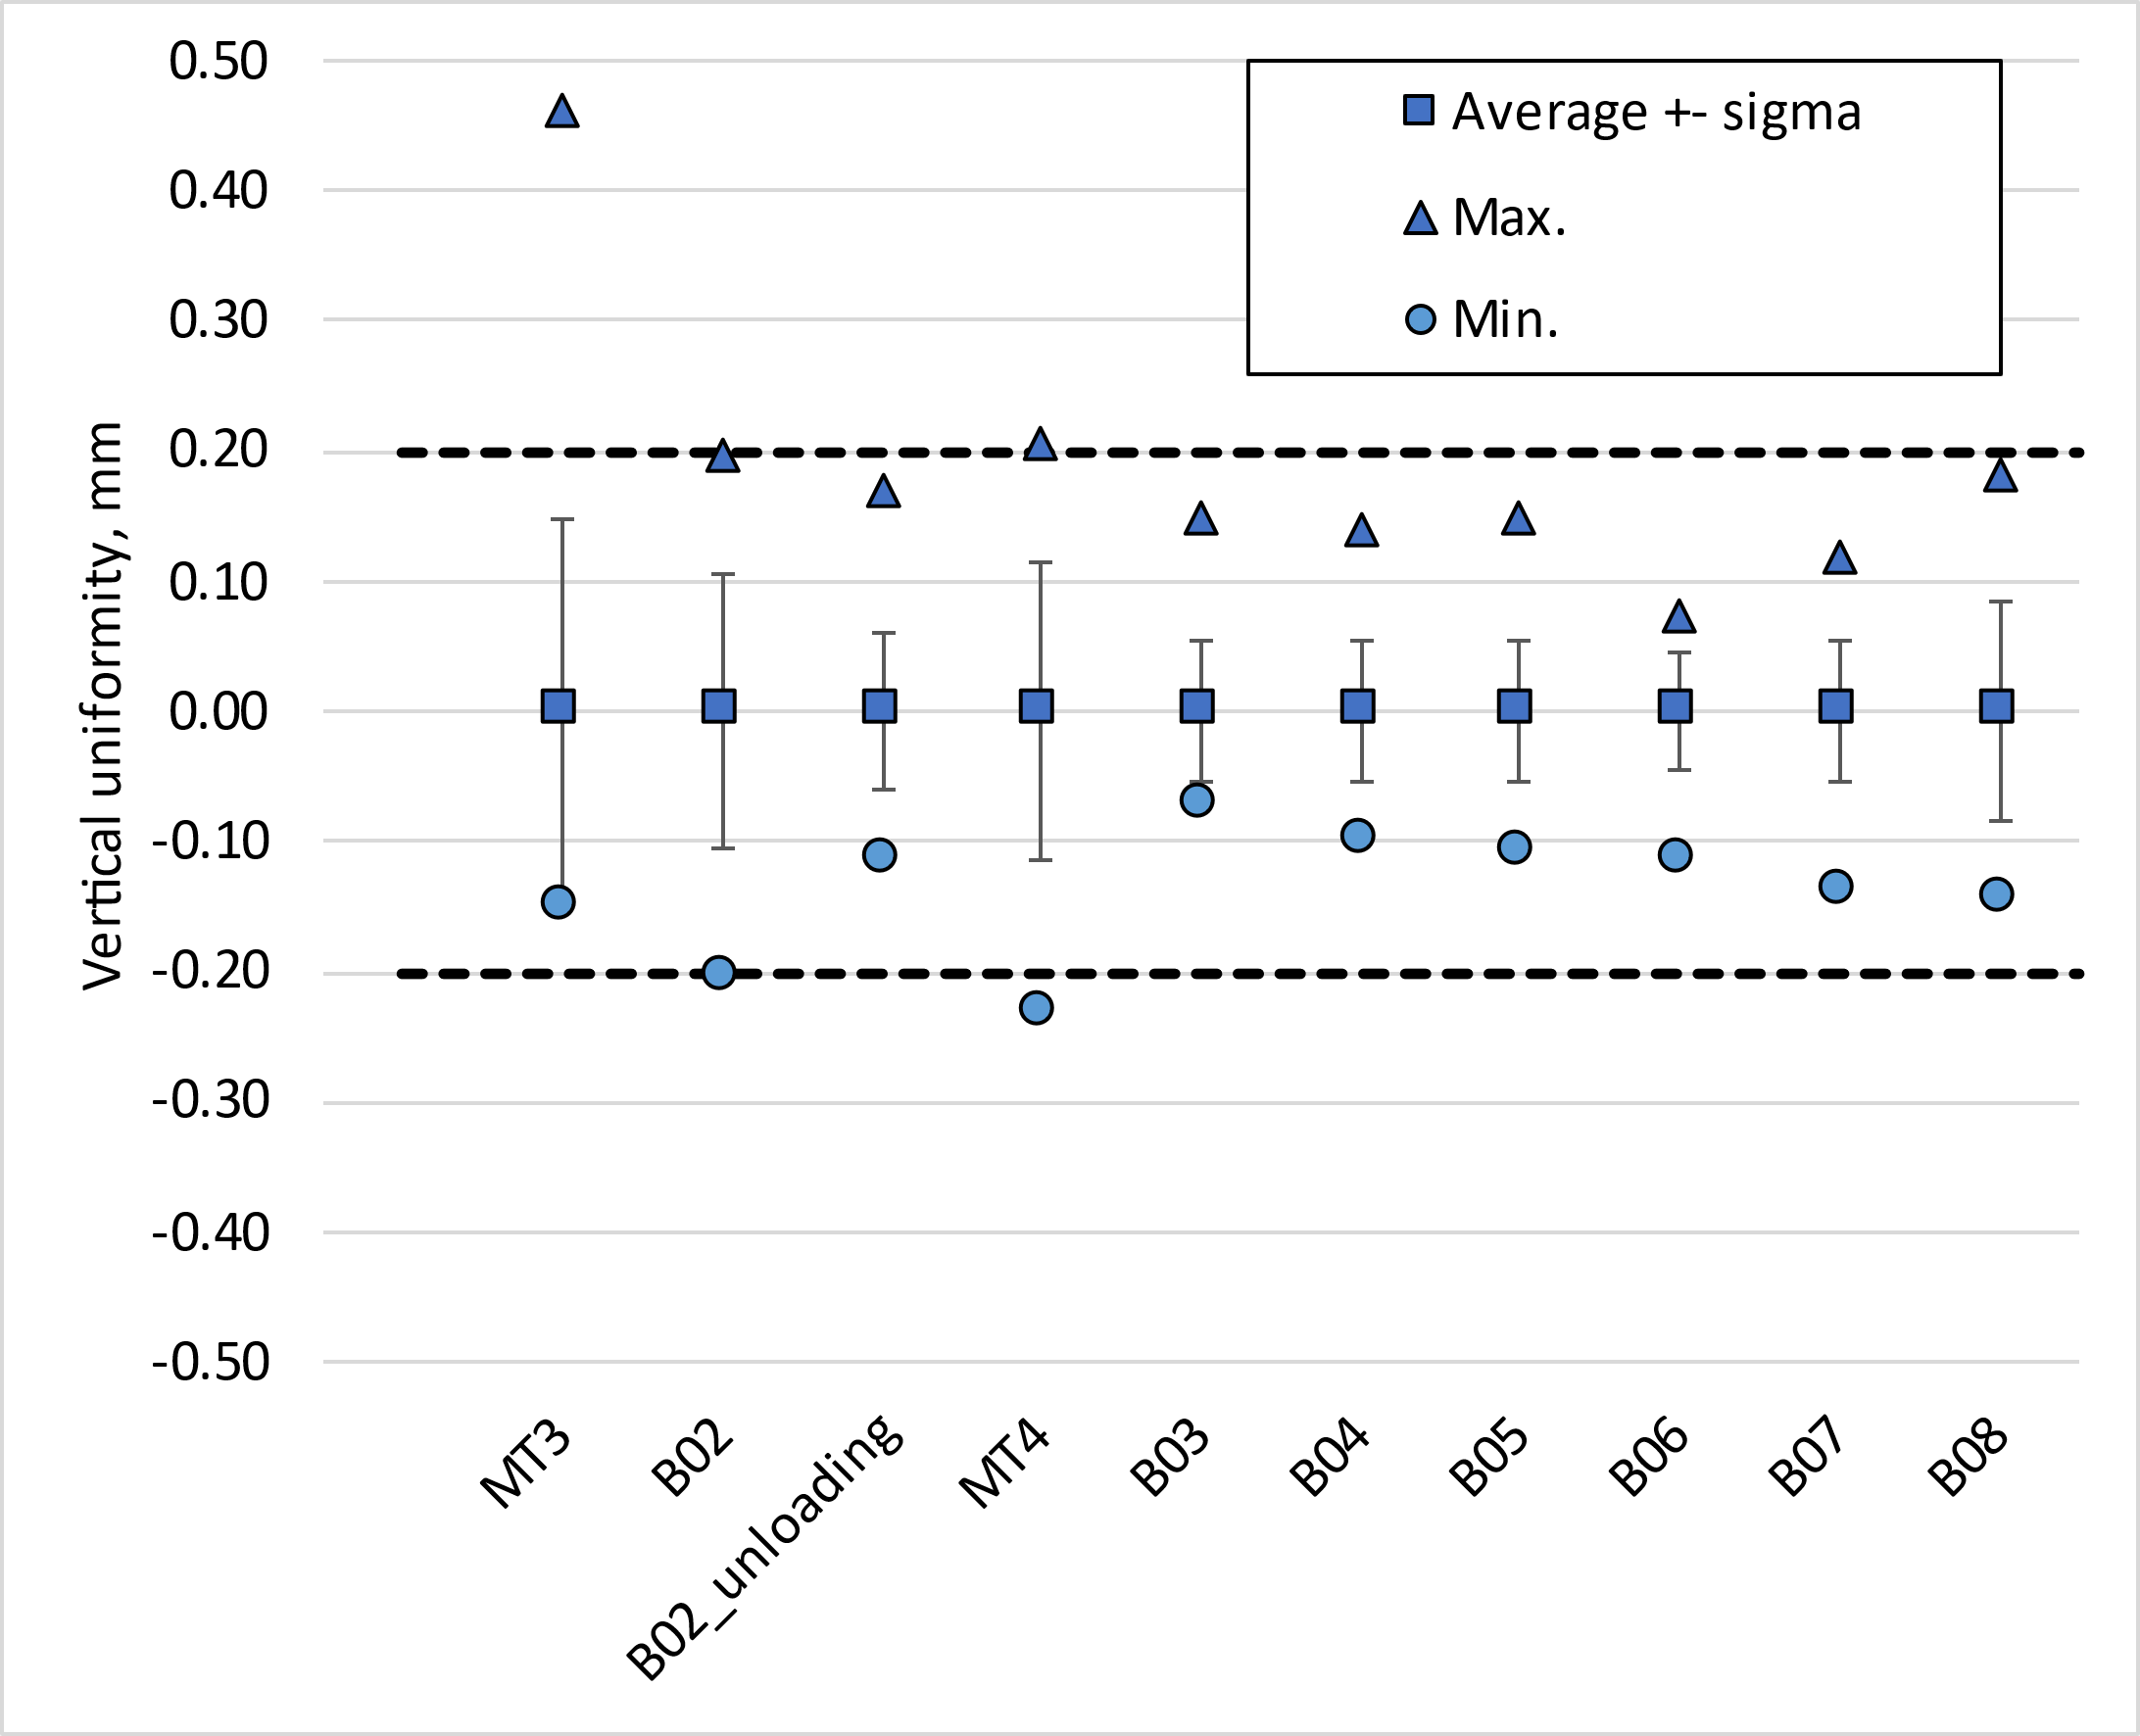 0.50
0.40
0.30
0.20
0.10
0.00
-0.10
-0.20
-0.30
-0.40
-0.50
Vertical uniformity, mm
Average +- sigma
Max.
Min.
MT3
B02
B02_unloading
MT4
B03
B04
B05
B06
B07
B08